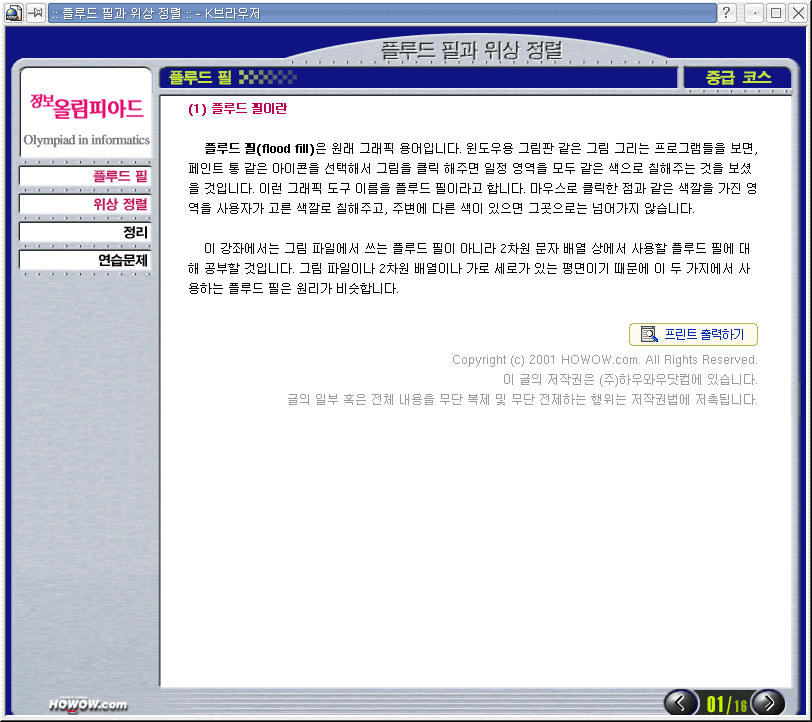 :: 플루드 필과 위상 정렬 :: - K브라우저
플루드 필과 위상 정렬
플루드 필
중급 코스
정보올림피아드
Olympiad in informatics
플루드 필
위상 정렬
정리
연습문제
(1) 플루드 필이란
플루드 필(flood fill)은 원래 그래픽 용어입니다. 윈도우용 그림판 같은 그림 그리는 프로그램들을 보면,
페인트 통 같은 아이콘을 선택해서 그림을 클릭 해주면 일정 영역을 모두 같은 색으로 칠해주는 것을 보셨
을 것입니다. 이런 그래픽 도구 이름을 플루드 필이라고 합니다. 마우스로 클릭한 점과 같은 색깔을 가진 영
역을 사용자가 고른 색깔로 칠해주고, 주변에 다른 색이 있으면 그곳으로는 넘어가지 않습니다.
이 강좌에서는 그림 파일에서 쓰는 플루드 필이 아니라 2차원 문자 배열 상에서 사용할 플루드 필에 대
해 공부할 것입니다. 그림 파일이나 2차원 배열이나 가로 세로가 있는 평면이기 때문에 이 두 가지에서 사
용하는 플루드 필은 원리가 비슷합니다.
프린트 출력하기
Copyright (c) 2001 HOWOW.com. All Rights Reserved.
이 글의 저작권은 (주)하우와우닷컴에 있습니다.
글의 일부 혹은 전체 내용을 무단 복제 및 무단 전제하는 행위는 저작권법에 저촉됩니다.
HOWOW.com
01/16